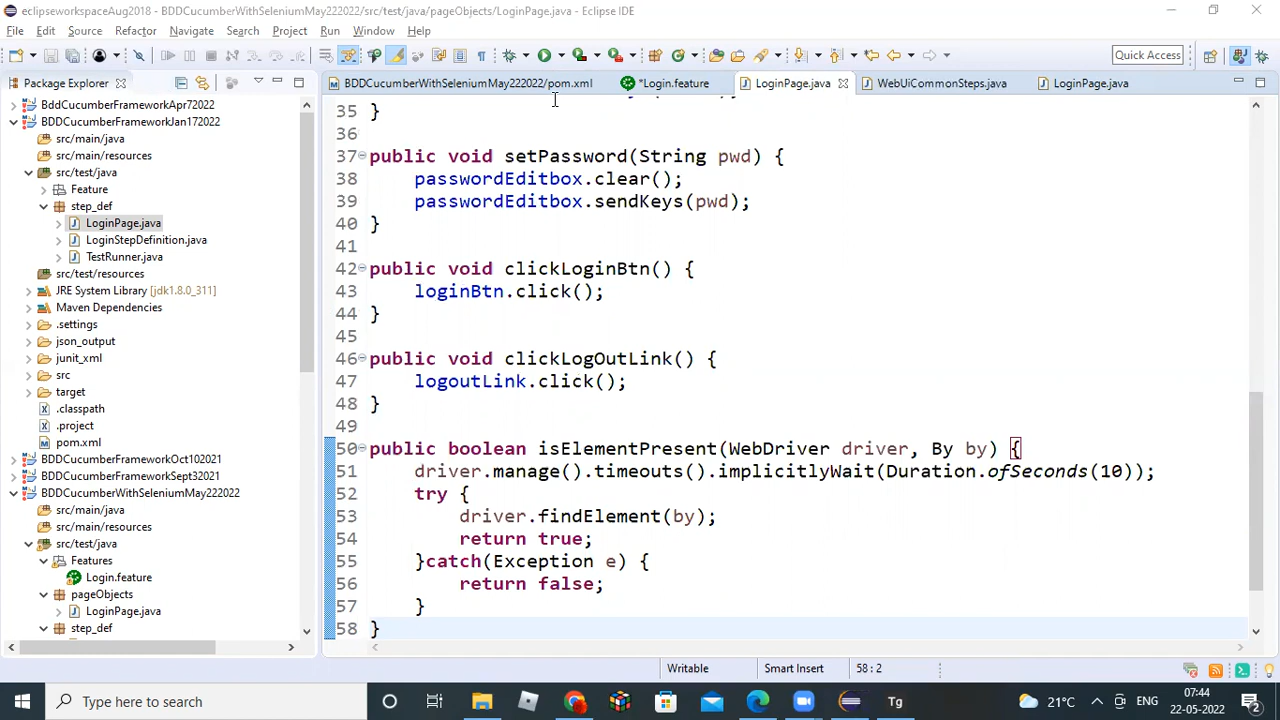 eclipseworkspaceAug2018 - BDDCucumberWithSeleniumMay222022/src/test/java/pageObjects/LoginPage.java - Eclipse IDE
File Edit Source Refactor Navigate Search Project Run Window Help
Quick Access
Package Explorer
BDDCucumberWithSeleniumMay222022/pom.xml
*Login.feature
LoginPage.java
WebUiCommonSteps.java
LoginPage.java
BddCucumberFrameworkApr72022
BDDCucumberFrameworkJan172022
src/main/java
src/main/resources
src/test/java
Feature
step_def
LoginPage.java
LoginStepDefinition.java
TestRunner.java
src/test/resources
JRE System Library [jdk1.8.0_311]
Maven Dependencies
.settings
json_output
junit_xml
src
target
.classpath
.project
pom.xml
BDDCucumberFrameworkOct102021
BDDCucumberFrameworkSept32021
BDDCucumberWithSeleniumMay222022
src/main/java
src/main/resources
src/test/java
Features
Login.feature
pageObjects
LoginPage.java
step_def
35 }
36
37 public void setPassword(String pwd) {
38 passwordEditbox.clear();
39 passwordEditbox.sendKeys(pwd);
40 }
41
42 public void clickLoginBtn() {
43 loginBtn.click();
44 }
45
46 public void clickLogOutLink() {
47 logoutLink.click();
48 }
49
50 public boolean isElementPresent(WebDriver driver, By by) {
51 driver.manage().timeouts().implicitlyWait(Duration.ofSeconds(10));
52 try {
53 driver.findElement(by);
54 return true;
55 }catch(Exception e) {
56 return false;
57 }
58 }
Writable Smart Insert 58 : 2
Type here to search
Tg
21°C
ENG
07:44
22-05-2022
2